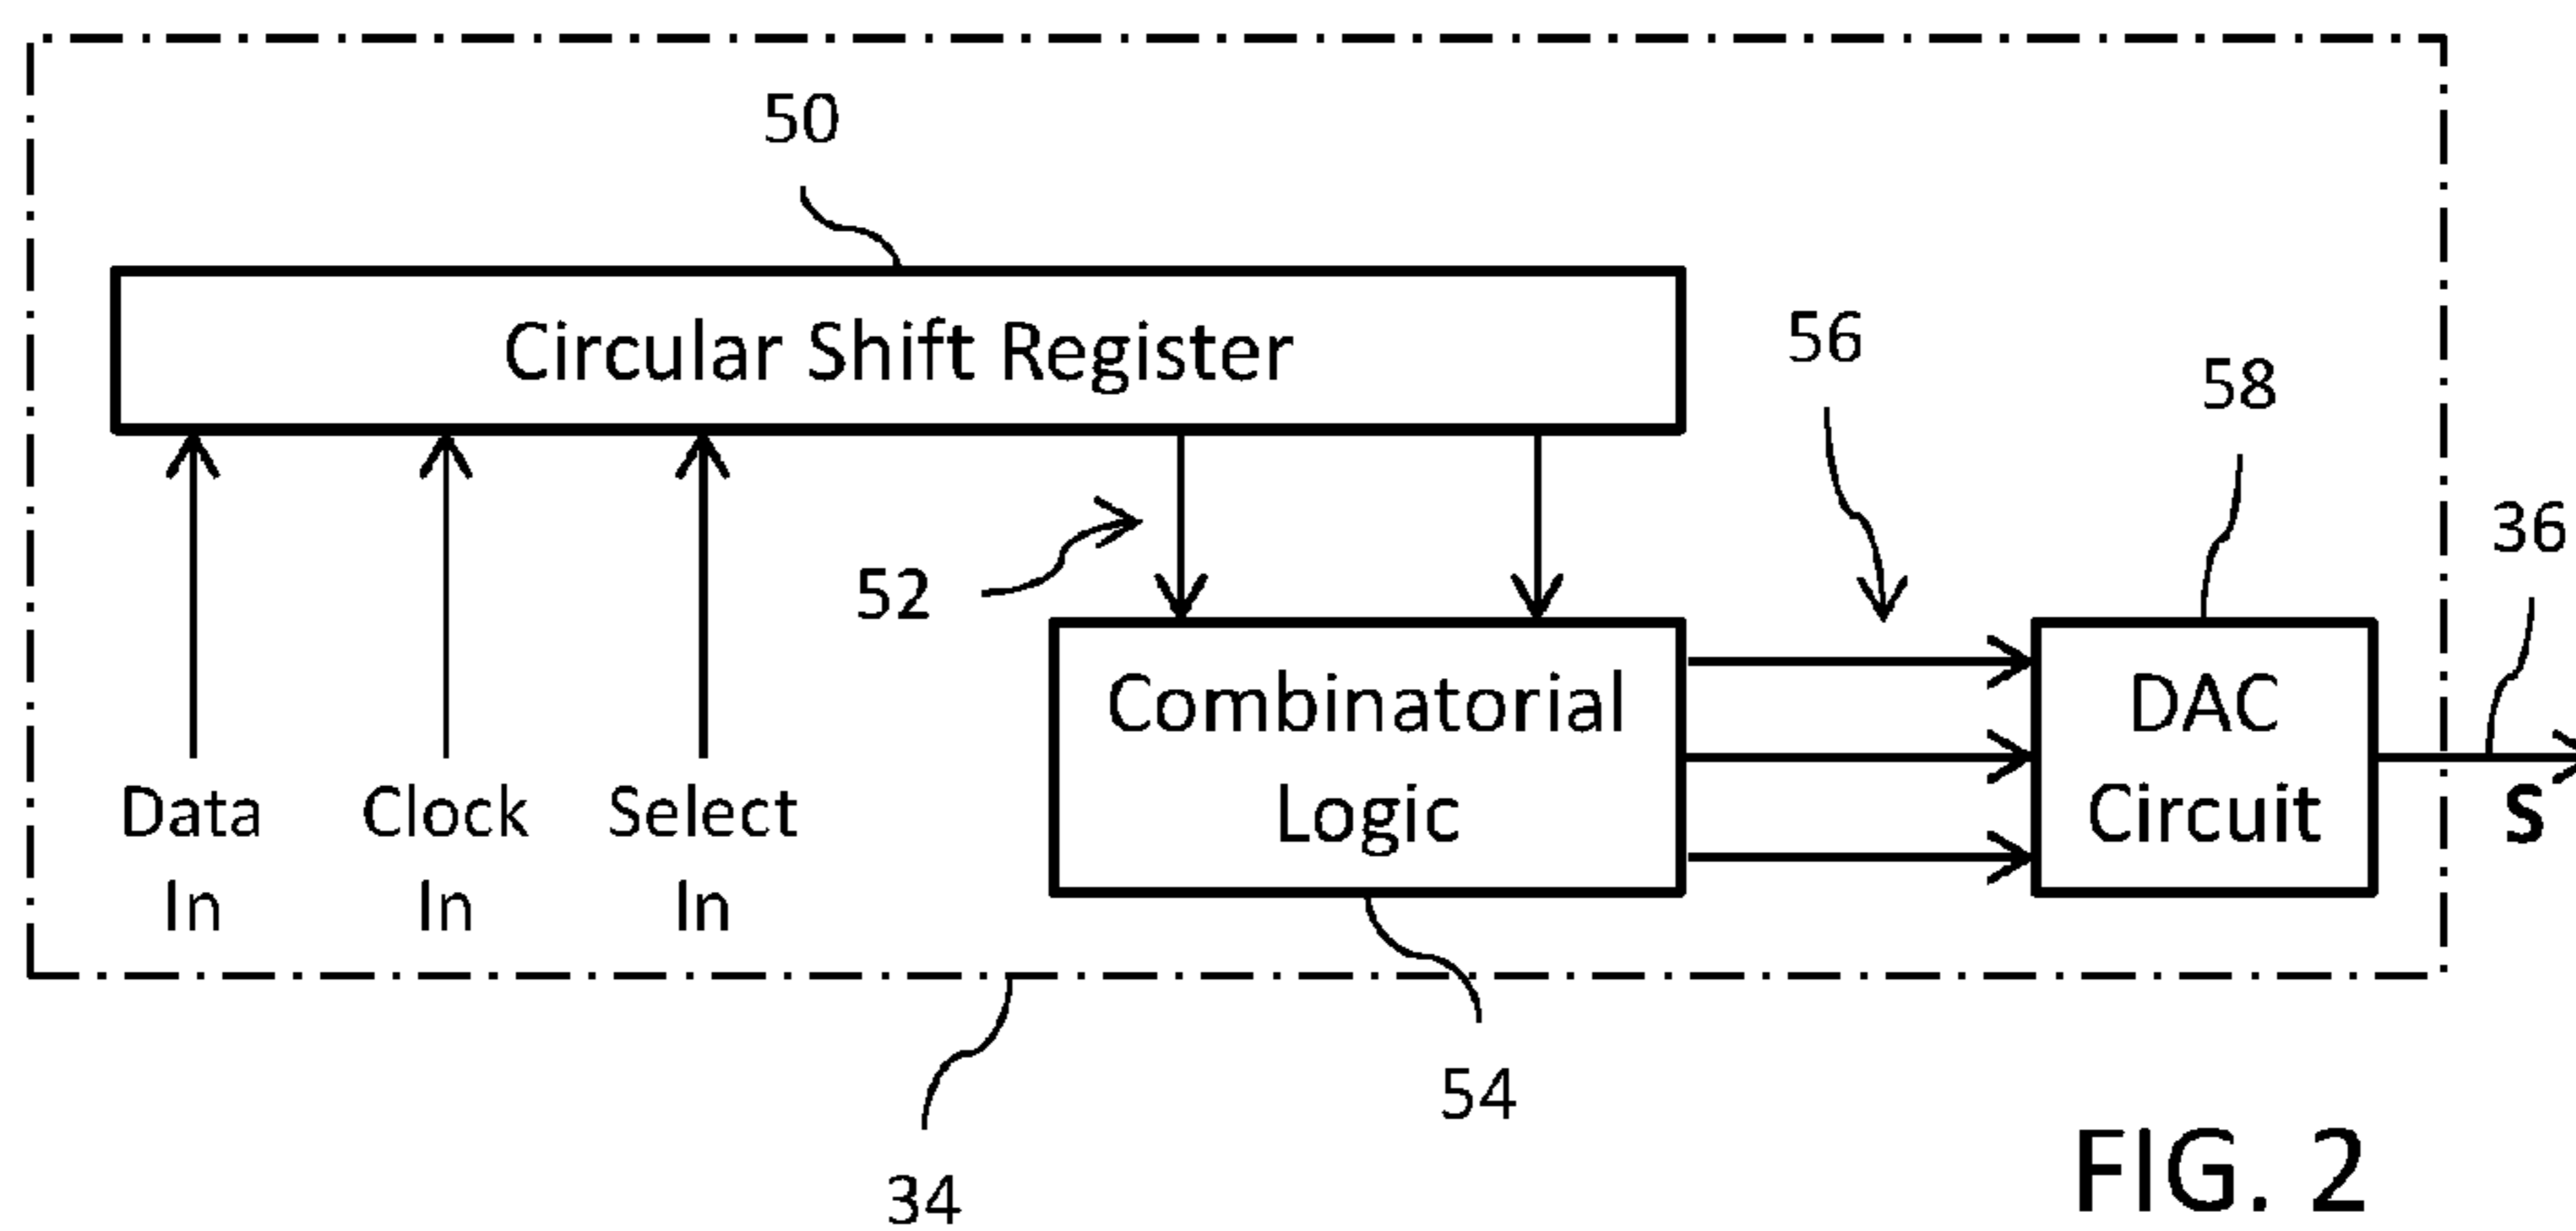 50
Circular Shift Register
56
58
36
52
Combinatorial
Logic
DAC
Circuit
S
Data
In
Clock
In
Select
In
54
34
FIG. 2